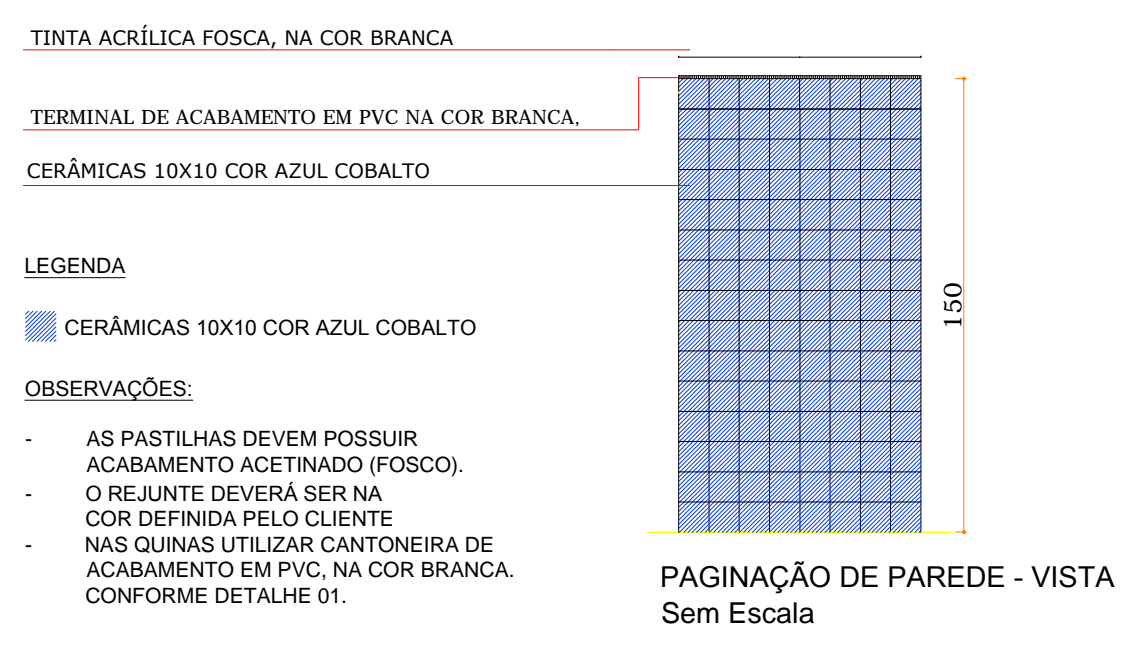 TINTA ACRÍLICA FOSCA, NA COR BRANCA
TERMINAL DE ACABAMENTO EM PVC NA COR BRANCA,
CERÂMICAS 10X10 COR AZUL COBALTO
LEGENDA
CERÂMICAS 10X10 COR AZUL COBALTO
OBSERVAÇÕES:
- AS PASTILHAS DEVEM POSSUIR
ACABAMENTO ACETINADO (FOSCO).
- O REJUNTE DEVERÁ SER NA
COR DEFINIDA PELO CLIENTE
- NAS QUINAS UTILIZAR CANTONEIRA DE
ACABAMENTO EM PVC, NA COR BRANCA.
CONFORME DETALHE 01.
150
PAGINAÇÃO DE PAREDE - VISTA
Sem Escala